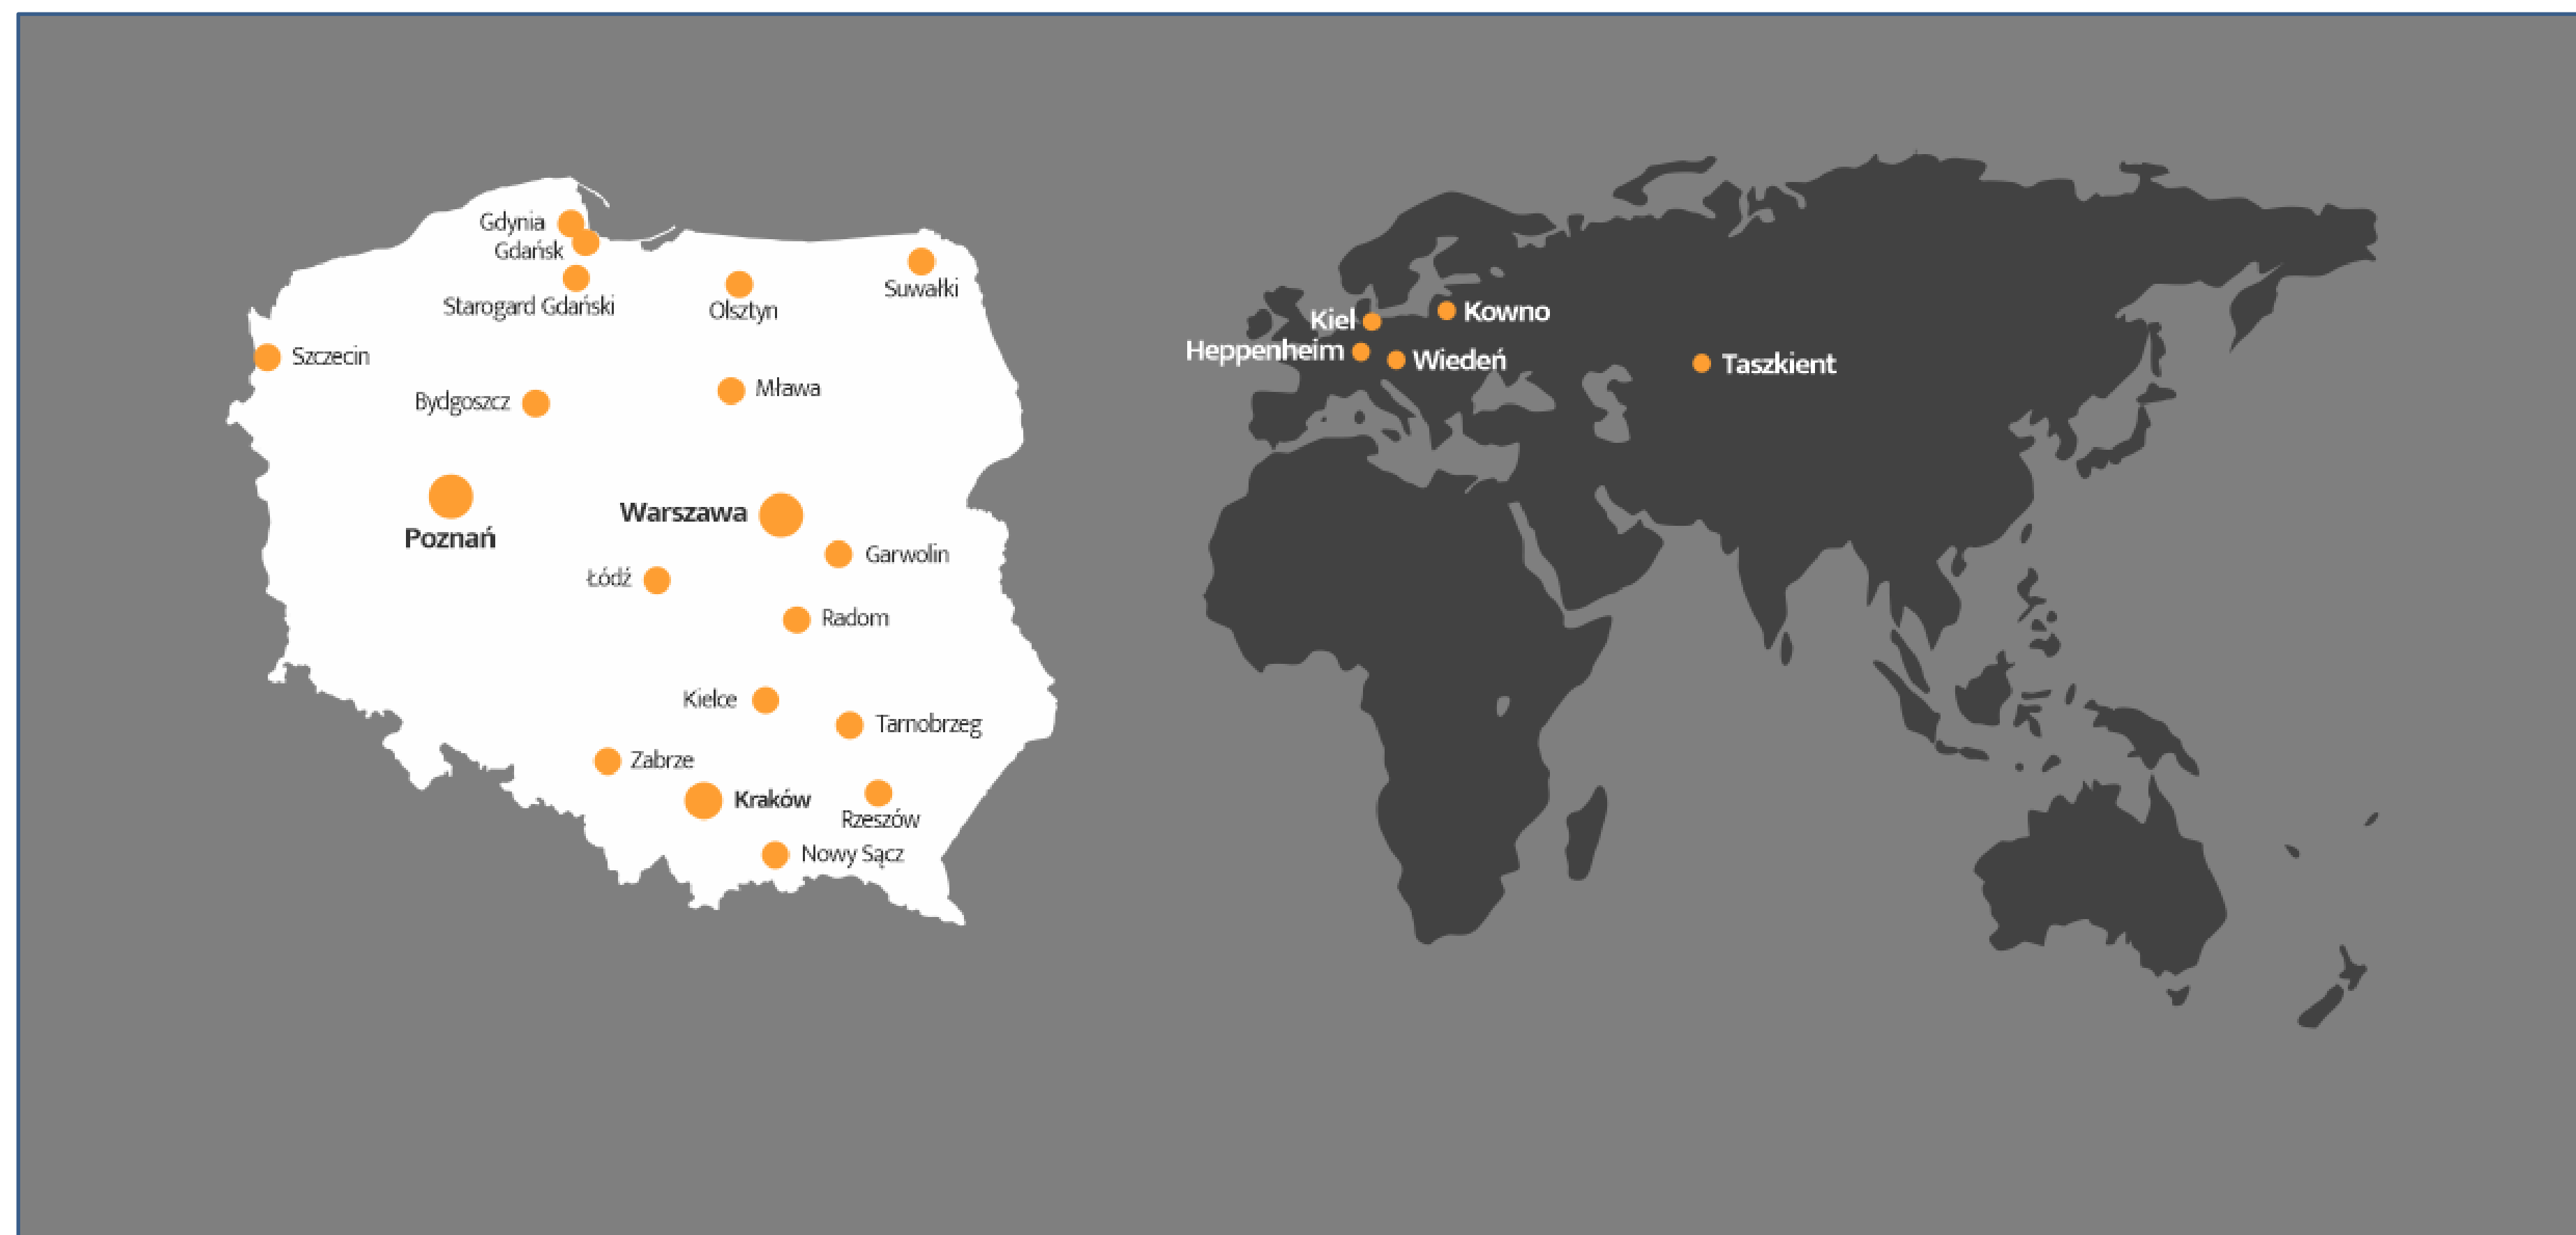 Gdynia
Gdańsk
Starogard Gdański
Olsztyn
Suwałki
Szczecin
Bydgoszcz
Mława
Poznań
Warszawa
Garwolin
Łódź
Radom
Kielce
Tarnobrzeg
Zabrze
Kraków
Rzeszów
Nowy Sącz
Kiel
Kowno
Heppenheim
Wiedeń
Taszkient